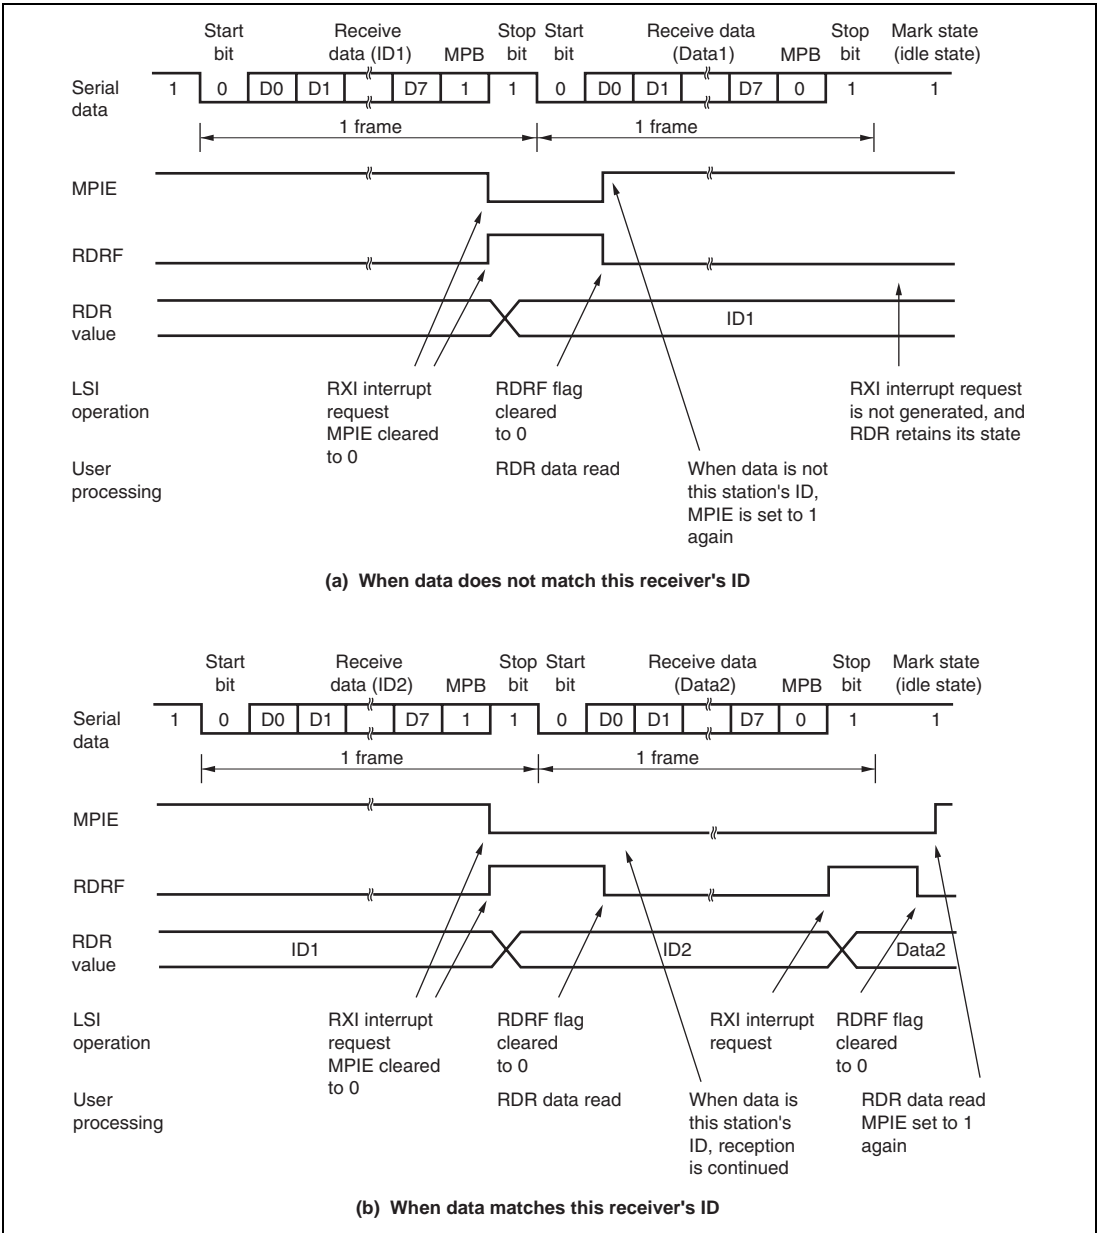 Start Receive Stop Start Receive data Stop Mark state
bit data (ID1) MPB bit bit (Data1) MPB bit (idle state)
Serial data 1 0 D0 D1 D7 1 1 0 D0 D1 D7 0 1 1
1 frame 1 frame
MPIE
RDRF
RDR value ID1
LSI operation
RXI interrupt
request
MPIE cleared
to 0
RDRF flag
cleared
to 0
RXI interrupt request
is not generated, and
RDR retains its state
User processing
RDR data read
When data is not
this station's ID,
MPIE is set to 1
again
(a) When data does not match this receiver's ID
Start Receive Stop Start Receive data Stop Mark state
bit data (ID2) MPB bit bit (Data2) MPB bit (idle state)
Serial data 1 0 D0 D1 D7 1 1 0 D0 D1 D7 0 1 1
1 frame 1 frame
MPIE
RDRF
RDR value ID1 ID2 Data2
LSI operation
RXI interrupt
request
MPIE cleared
to 0
RDRF flag
cleared
to 0
RXI interrupt
request
RDRF flag
cleared
to 0
User processing
RDR data read
When data is
this station's
ID, reception
is continued
RDR data read
MPIE set to 1
again
(b) When data matches this receiver's ID